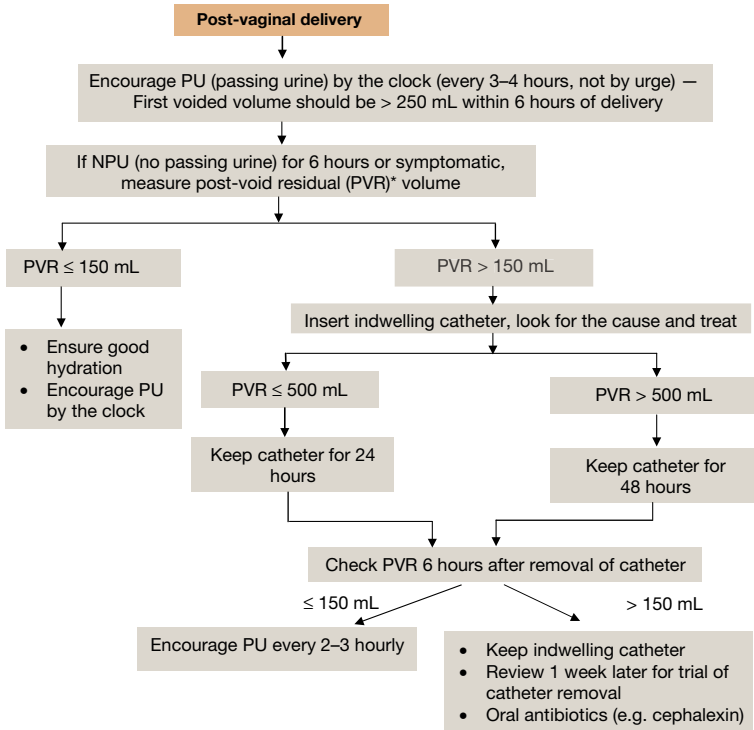 Post-vaginal delivery
Encourage PU (passing urine) by the clock (every 3–4 hours, not by urge) —
First voided volume should be > 250 mL within 6 hours of delivery
If NPU (no passing urine) for 6 hours or symptomatic,
measure post-void residual (PVR)* volume
PVR ≤ 150 mL
PVR > 150 mL
Insert indwelling catheter, look for the cause and treat
• Ensure good
hydration
• Encourage PU
by the clock
PVR ≤ 500 mL
PVR > 500 mL
Keep catheter for 24
hours
Keep catheter for
48 hours
Check PVR 6 hours after removal of catheter
≤ 150 mL
> 150 mL
Encourage PU every 2–3 hourly
• Keep indwelling catheter
• Review 1 week later for trial of
catheter removal
• Oral antibiotics (e.g. cephalexin)